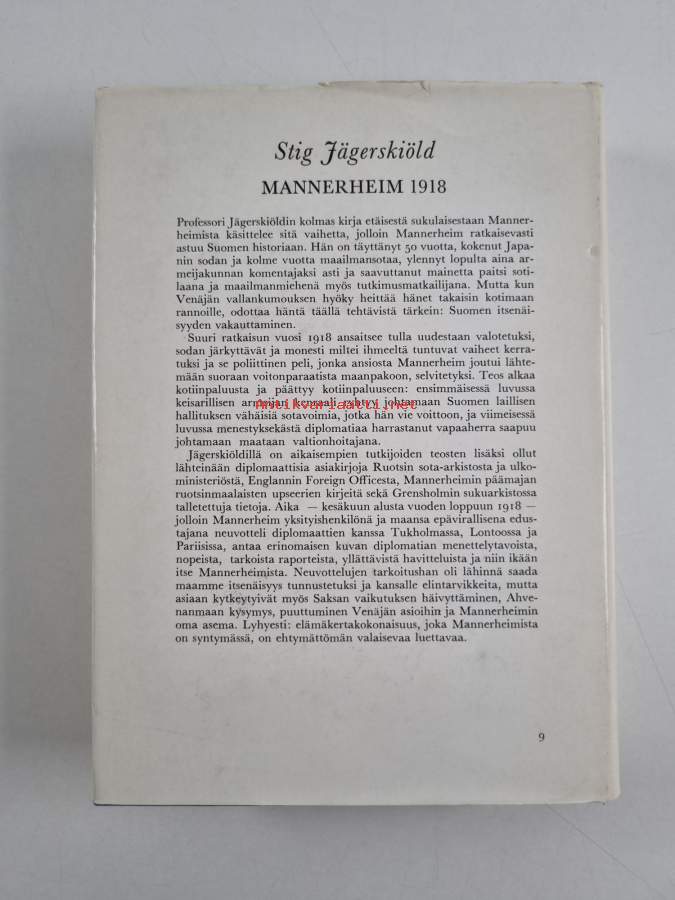 Stig Jägerskiöld
MANNERHEIM 1918
Professori Jägerskiöldin kolmas kirja etäisestä sukulaisestaan Manner-
heimista käsittelee sitä vaihetta, jolloin Mannerheim ratkaisevasti
astuu Suomen historiaan. Hän on täyttänyt 50 vuotta, kokenut Japa-
nin sodan ja kolme vuotta maailmansotaa, ylennyt lopulta aina ar-
meijakunnan komentajaksi asti ja saavuttanut mainetta paitsi soti-
laana ja maailmanmiehenä myös tutkimusmatkailijana. Mutta kun
Venäjän vallankumouksen hyöky heittää hänet takaisin kotimaan
rannoille, odottaa häntä täällä tehtävistä tärkein: Suomen itsenäi-
syyden vakauttaminen.
Suuri ratkaisun vuosi 1918 ansaitsee tulla uudestaan valotetuksi,
sodan järkyttävät ja monesti miltei ihmeeltä tuntuvat vaiheet kerra-
tuksi ja se poliittinen peli, jonka ansiosta Mannerheim joutui lähte-
mään suoraan voitonparaatista maanpakoon, selvitetyksi. Teos alkaa
kotiinpaluusta ja päättyy kotiinpaluuseen: ensimmäisessä luvussa
keisarillisen armeijan kenraali ryhtyy johtamaan Suomen laillisen
Antikvariaatti.net
hallituksen vähäisiä sotavoimia, jotka hän vie voittoon, ja viimeisessä
luvussa menestyksekästä diplomatiaa harrastanut vapaaherra saapuu
johtamaan maataan valtionhoitajana.
Jägerskiöldillä on aikaisempien tutkijoiden teosten lisäksi ollut
lähteinään diplomaattisia asiakirjoja Ruotsin sota-arkistosta ja ulko-
ministeriöstä, Englannin Foreign Officesta, Mannerheimin päämajan
ruotsinmaalaisten upseerien kirjeitä sekä Grensholmin sukuarkistossa
talletettuja tietoja. Aika — kesäkuun alusta vuoden loppuun 1918 —
jolloin Mannerheim yksityishenkilönä ja maansa epävirallisena edus-
tajana neuvotteli diplomaattien kanssa Tukholmassa, Lontoossa ja
Pariisissa, antaa erinomaisen kuvan diplomatian menettelytavoista,
nopeista, tarkoista raporteista, yllättävistä havitteluista ja niin ikään
itse Mannerheimista. Neuvottelujen tarkoitushan oli lähinnä saada
maamme itsenäisyys tunnustetuksi ja kansalle elintarvikkeita, mutta
asiaan kytkeytyivät myös Saksan vaikutuksen häivyttäminen, Ahve-
nanmaan kysymys, puuttuminen Venäjän asioihin ja Mannerheimin
oma asema. Lyhyesti: elämäkertakokonaisuus, joka Mannerheimista
on syntymässä, on ehtymättömän valaisevaa luettavaa.
9